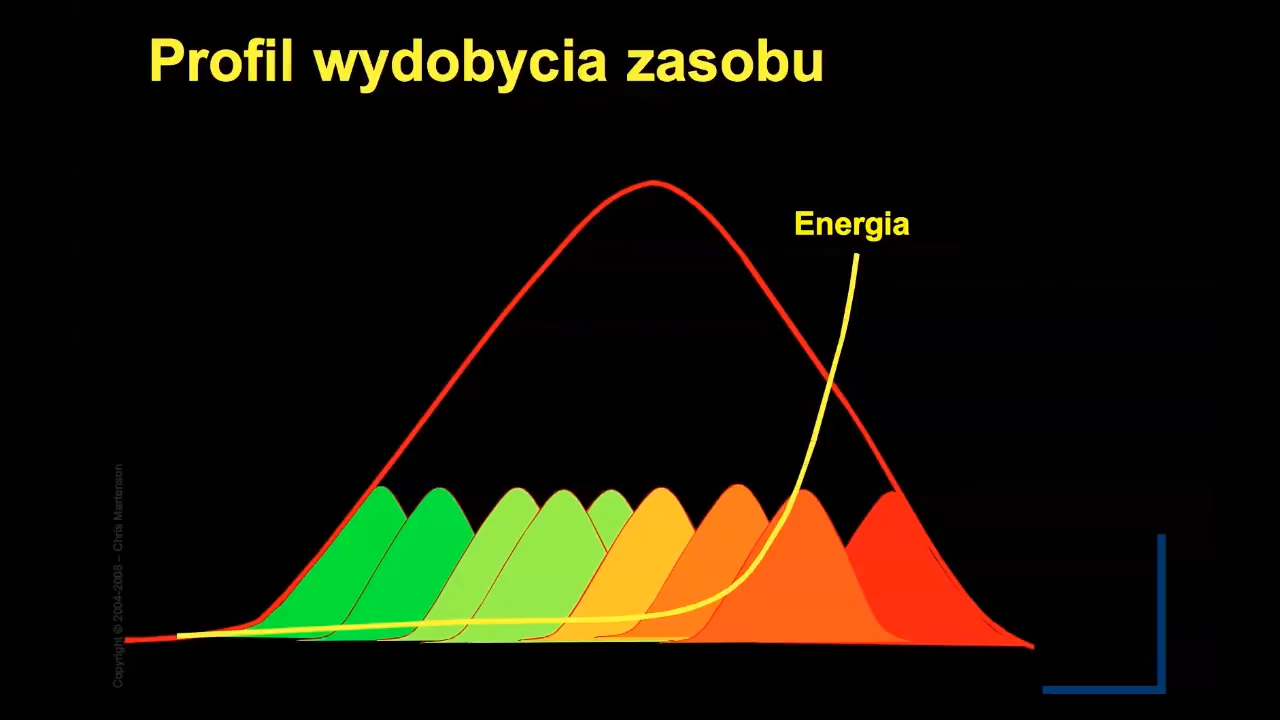 Profil wydobycia zasobu
Energia
Copyright © 2004-2008 – Chris Martenson